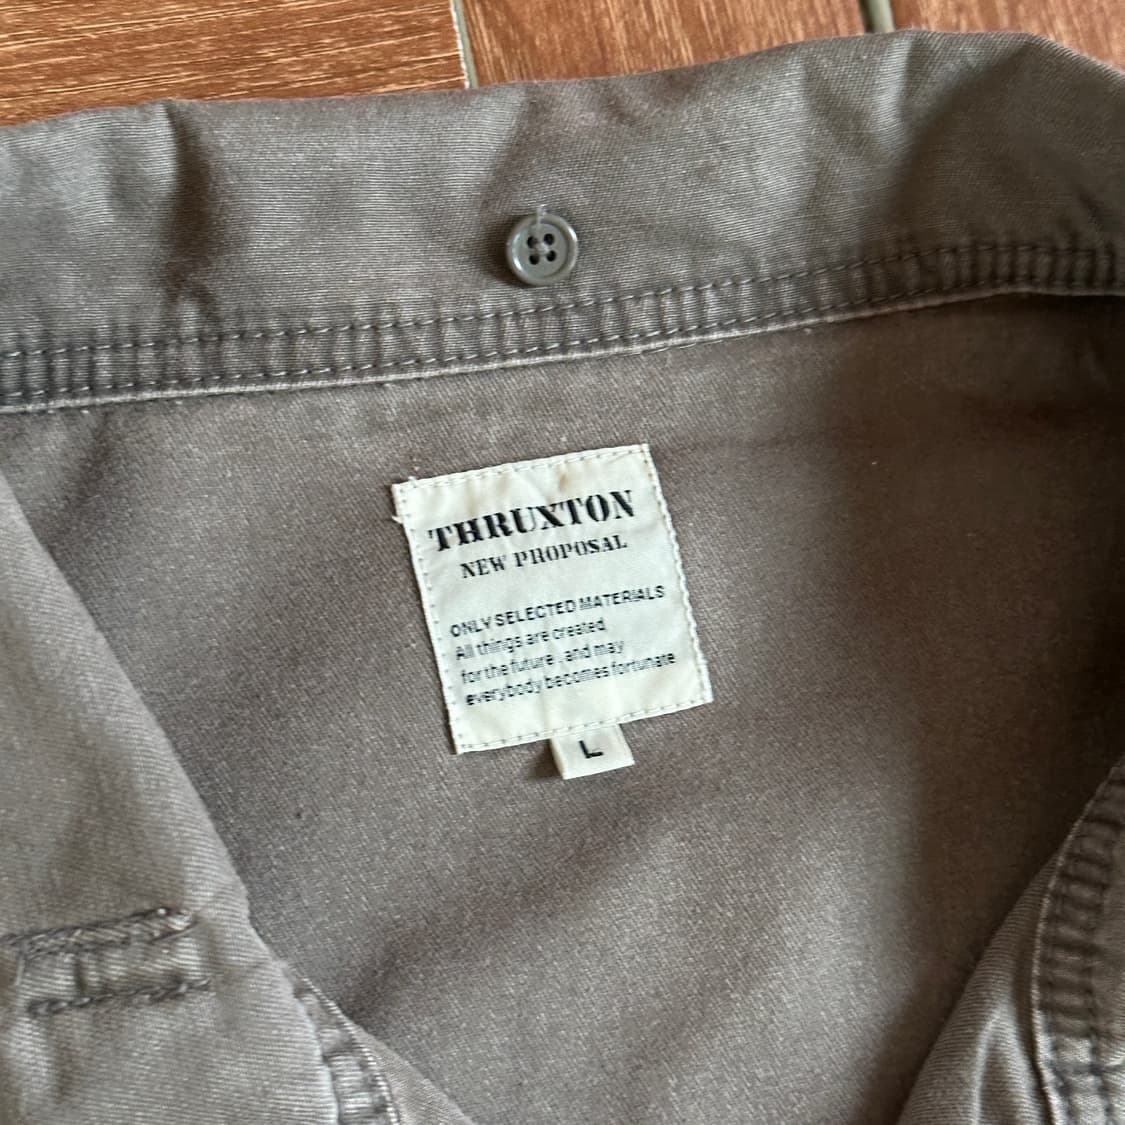 THRUXTON
NEW PROPOSAL
ONLY SELECTED MATERIALS
All things are created
for the future , and may
everybody becomes fortunate
L